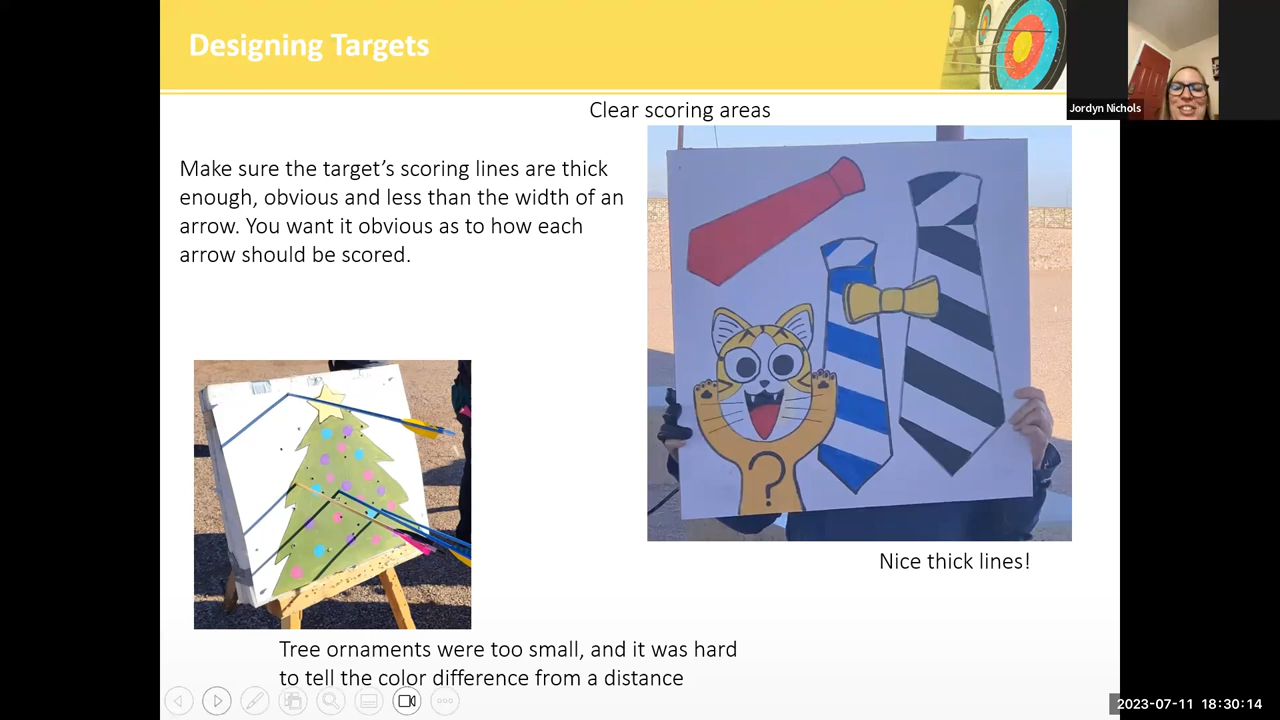 Designing Targets
Jordyn Nichols
Clear scoring areas
Make sure the target’s scoring lines are thick
enough, obvious and less than the width of an
arrow. You want it obvious as to how each
arrow should be scored.
?
Nice thick lines!
Tree ornaments were too small, and it was hard
to tell the color difference from a distance
2023-07-11 18:30:14